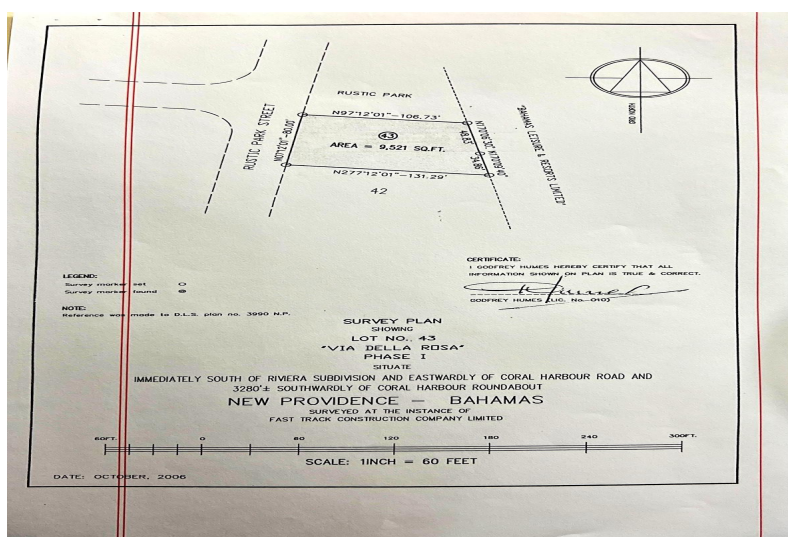 RUSTIC PARK
N97°12'01"-106.73'
RUSTIC PARK STREET
43
AREA = 9,521 SQ.FT.
N277°12'01"-131.29'
42
48.83'
34.86'
"BAHAMAS LEISURE & RESORTS LIMITED"
GRID NORTH
LEGEND:
Survey marker set
Survey marker found
NOTE:
Reference was made to D.L.S. plan no. 3990 N.P.
CERTIFICATE:
I GODFREY HUMES HEREBY CERTIFY THAT ALL
INFORMATION SHOWN ON PLAN IS TRUE & CORRECT.
GODFREY HUMES (LIC. No.-010)
SURVEY PLAN
SHOWING
LOT NO.. 43
"VIA DELLA ROSA"
PHASE I
SITUATE
IMMEDIATELY SOUTH OF RIVIERA SUBDIVISION AND EASTWARDLY OF CORAL HARBOUR ROAD AND
3280'± SOUTHWARDLY OF CORAL HARBOUR ROUNDABOUT
NEW PROVIDENCE - BAHAMAS
SURVEYED AT THE INSTANCE OF
FAST TRACK CONSTRUCTION COMPANY LIMITED
60FT. 0 60 120 180 240 300FT.
SCALE: 1INCH = 60 FEET
DATE: OCTOBER, 2006